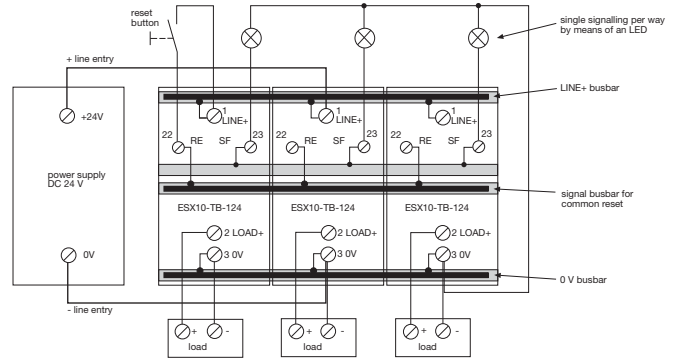 reset
button
single signalling per way
by means of an LED
+ line entry
LINE+ busbar
+24V
1
LINE+
1
LINE+
1
LINE+
22
RE
SF
23
22
RE
SF
23
22
RE
SF
23
power supply
DC 24 V
signal busbar for
common reset
ESX10-TB-124
ESX10-TB-124
ESX10-TB-124
2 LOAD+
2 LOAD+
2 LOAD+
0V
3 0V
3 0V
3 0V
0 V busbar
- line entry
+ -
load
+ -
load
+ -
load